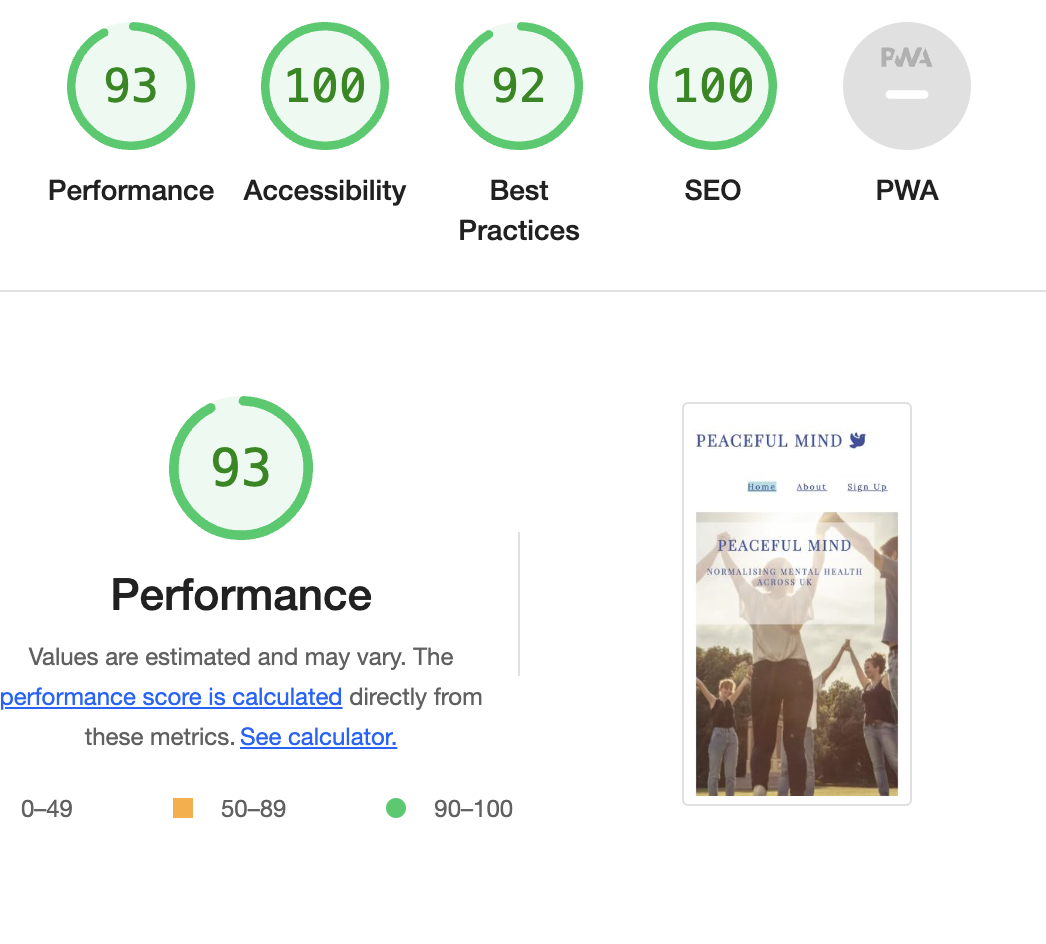 93
100
92
100
PWA
Performance
Accessibility
Best
Practices
SEO
PWA
93
Performance
Values are estimated and may vary. The
performance score is calculated directly from
these metrics. See calculator.
0–49
50–89
90–100
PEACEFUL MIND
Home About Sign Up
PEACEFUL MIND
NORMALISING MENTAL HEALTH
ACROSS UK